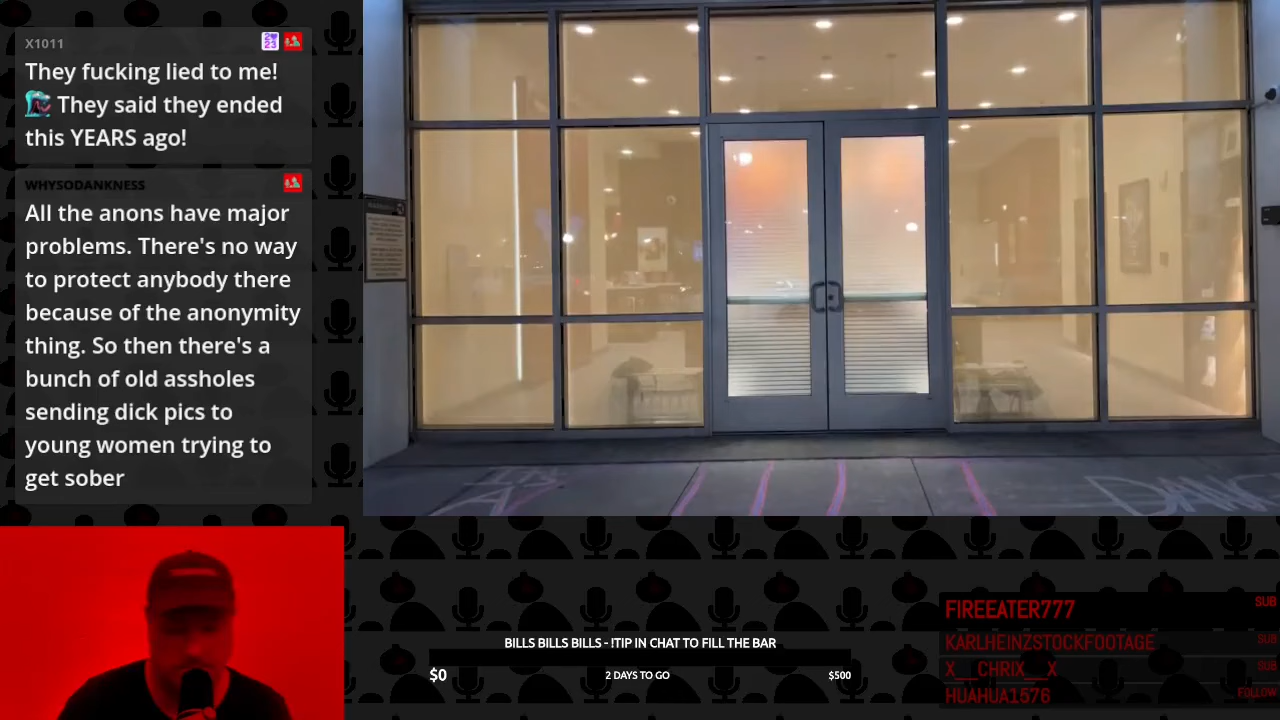 X1011
They fucking lied to me!
They said they ended
this YEARS ago!
WHYSODANKNESS
All the anons have major
problems. There's no way
to protect anybody there
because of the anonymity
thing. So then there's a
bunch of old assholes
sending dick pics to
young women trying to
get sober
BILLS BILLS BILLS - !TIP IN CHAT TO FILL THE BAR
$0 2 DAYS TO GO $500
FIREEATER777 SUB
KARLHEINZSTOCKFOOTAGE SUB
X__CHRIX__X SUB
HUAHUA1576 FOLLOW